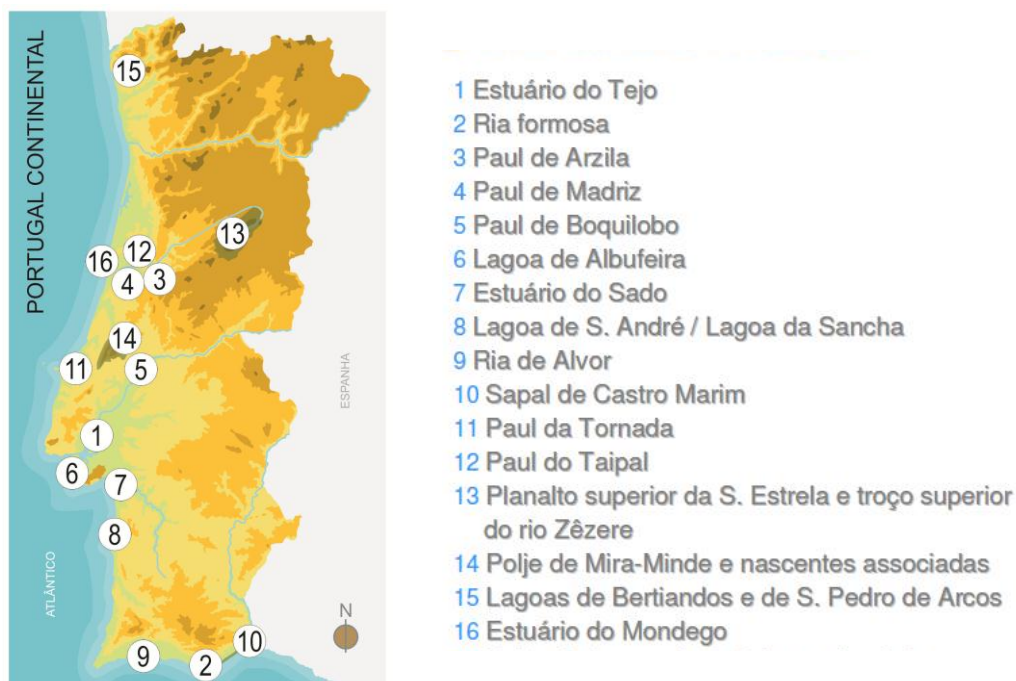 PORTUGAL CONTINENTAL
15
13
12
16
4
3
14
11
5
1
6
7
8
9
2
10
ESPANHA
ATLÂNTICO
N
1 Estuário do Tejo
2 Ria formosa
3 Paul de Arzila
4 Paul de Madriz
5 Paul de Boquilobo
6 Lagoa de Albufeira
7 Estuário do Sado
8 Lagoa de S. André / Lagoa da Sancha
9 Ria de Alvor
10 Sapal de Castro Marim
11 Paul da Tornada
12 Paul do Taipal
13 Planalto superior da S. Estrela e troço superior
do rio Zêzere
14 Polje de Mira-Minde e nascentes associadas
15 Lagoas de Bertiandos e de S. Pedro de Arcos
16 Estuário do Mondego